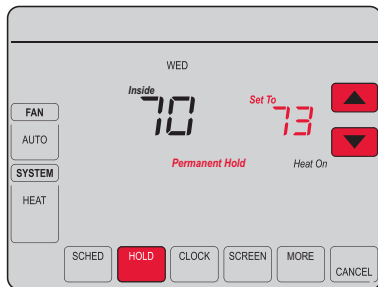 WED
Inside
70
Set To
73
FAN
AUTO
Permanent Hold
Heat On
SYSTEM
HEAT
SCHED
HOLD
CLOCK
SCREEN
MORE
CANCEL